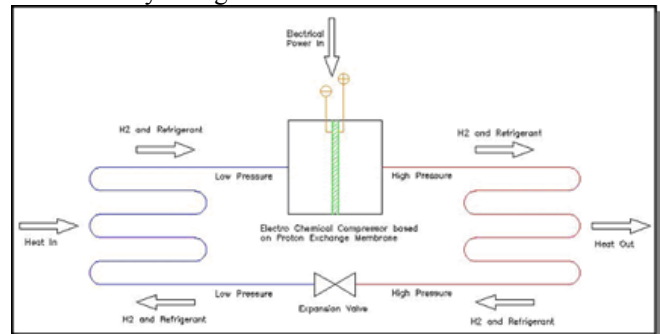 Electrical
Power In
H2 and Refrigerant
H2 and Refrigerant
Low Pressure
High Pressure
Electro Chemical Compressor based
on Proton Exchange Membrane
Heat In
Heat Out
Low Pressure
High Pressure
Expansion Valve
H2 and Refrigerant
H2 and Refrigerant